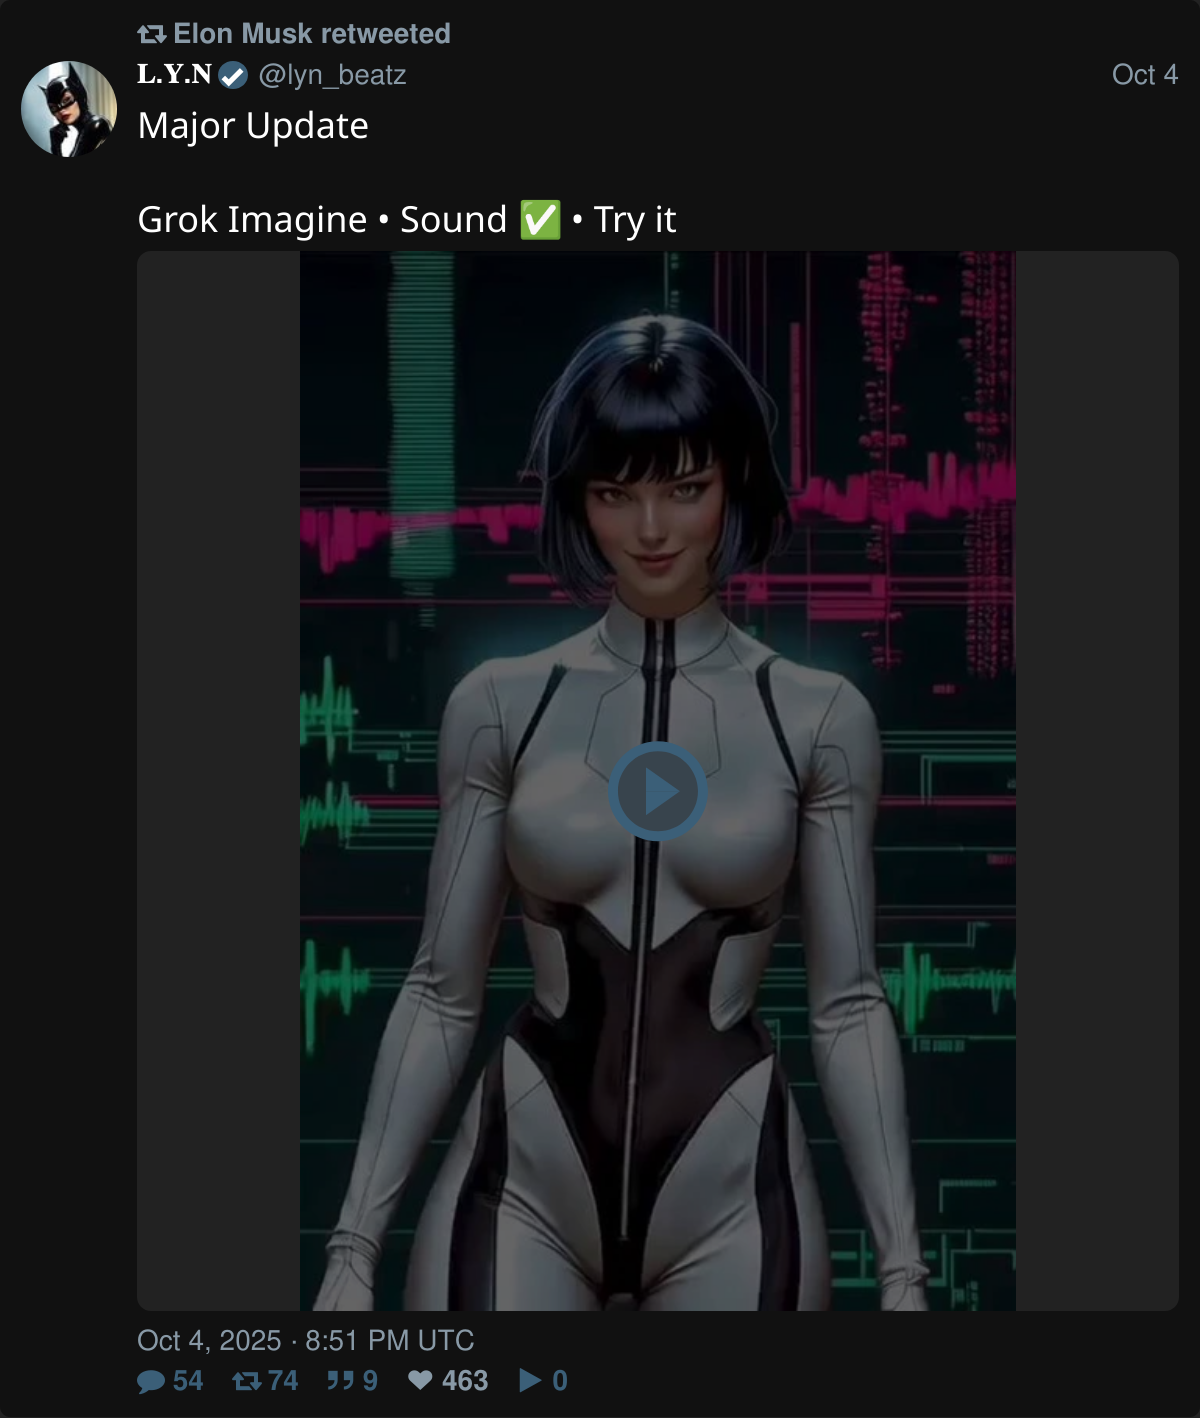 Elon Musk retweeted
L.Y.N @lyn_beatz Oct 4
Major Update
Grok Imagine • Sound ✅ • Try it
Oct 4, 2025 · 8:51 PM UTC
54 74 9 463 0